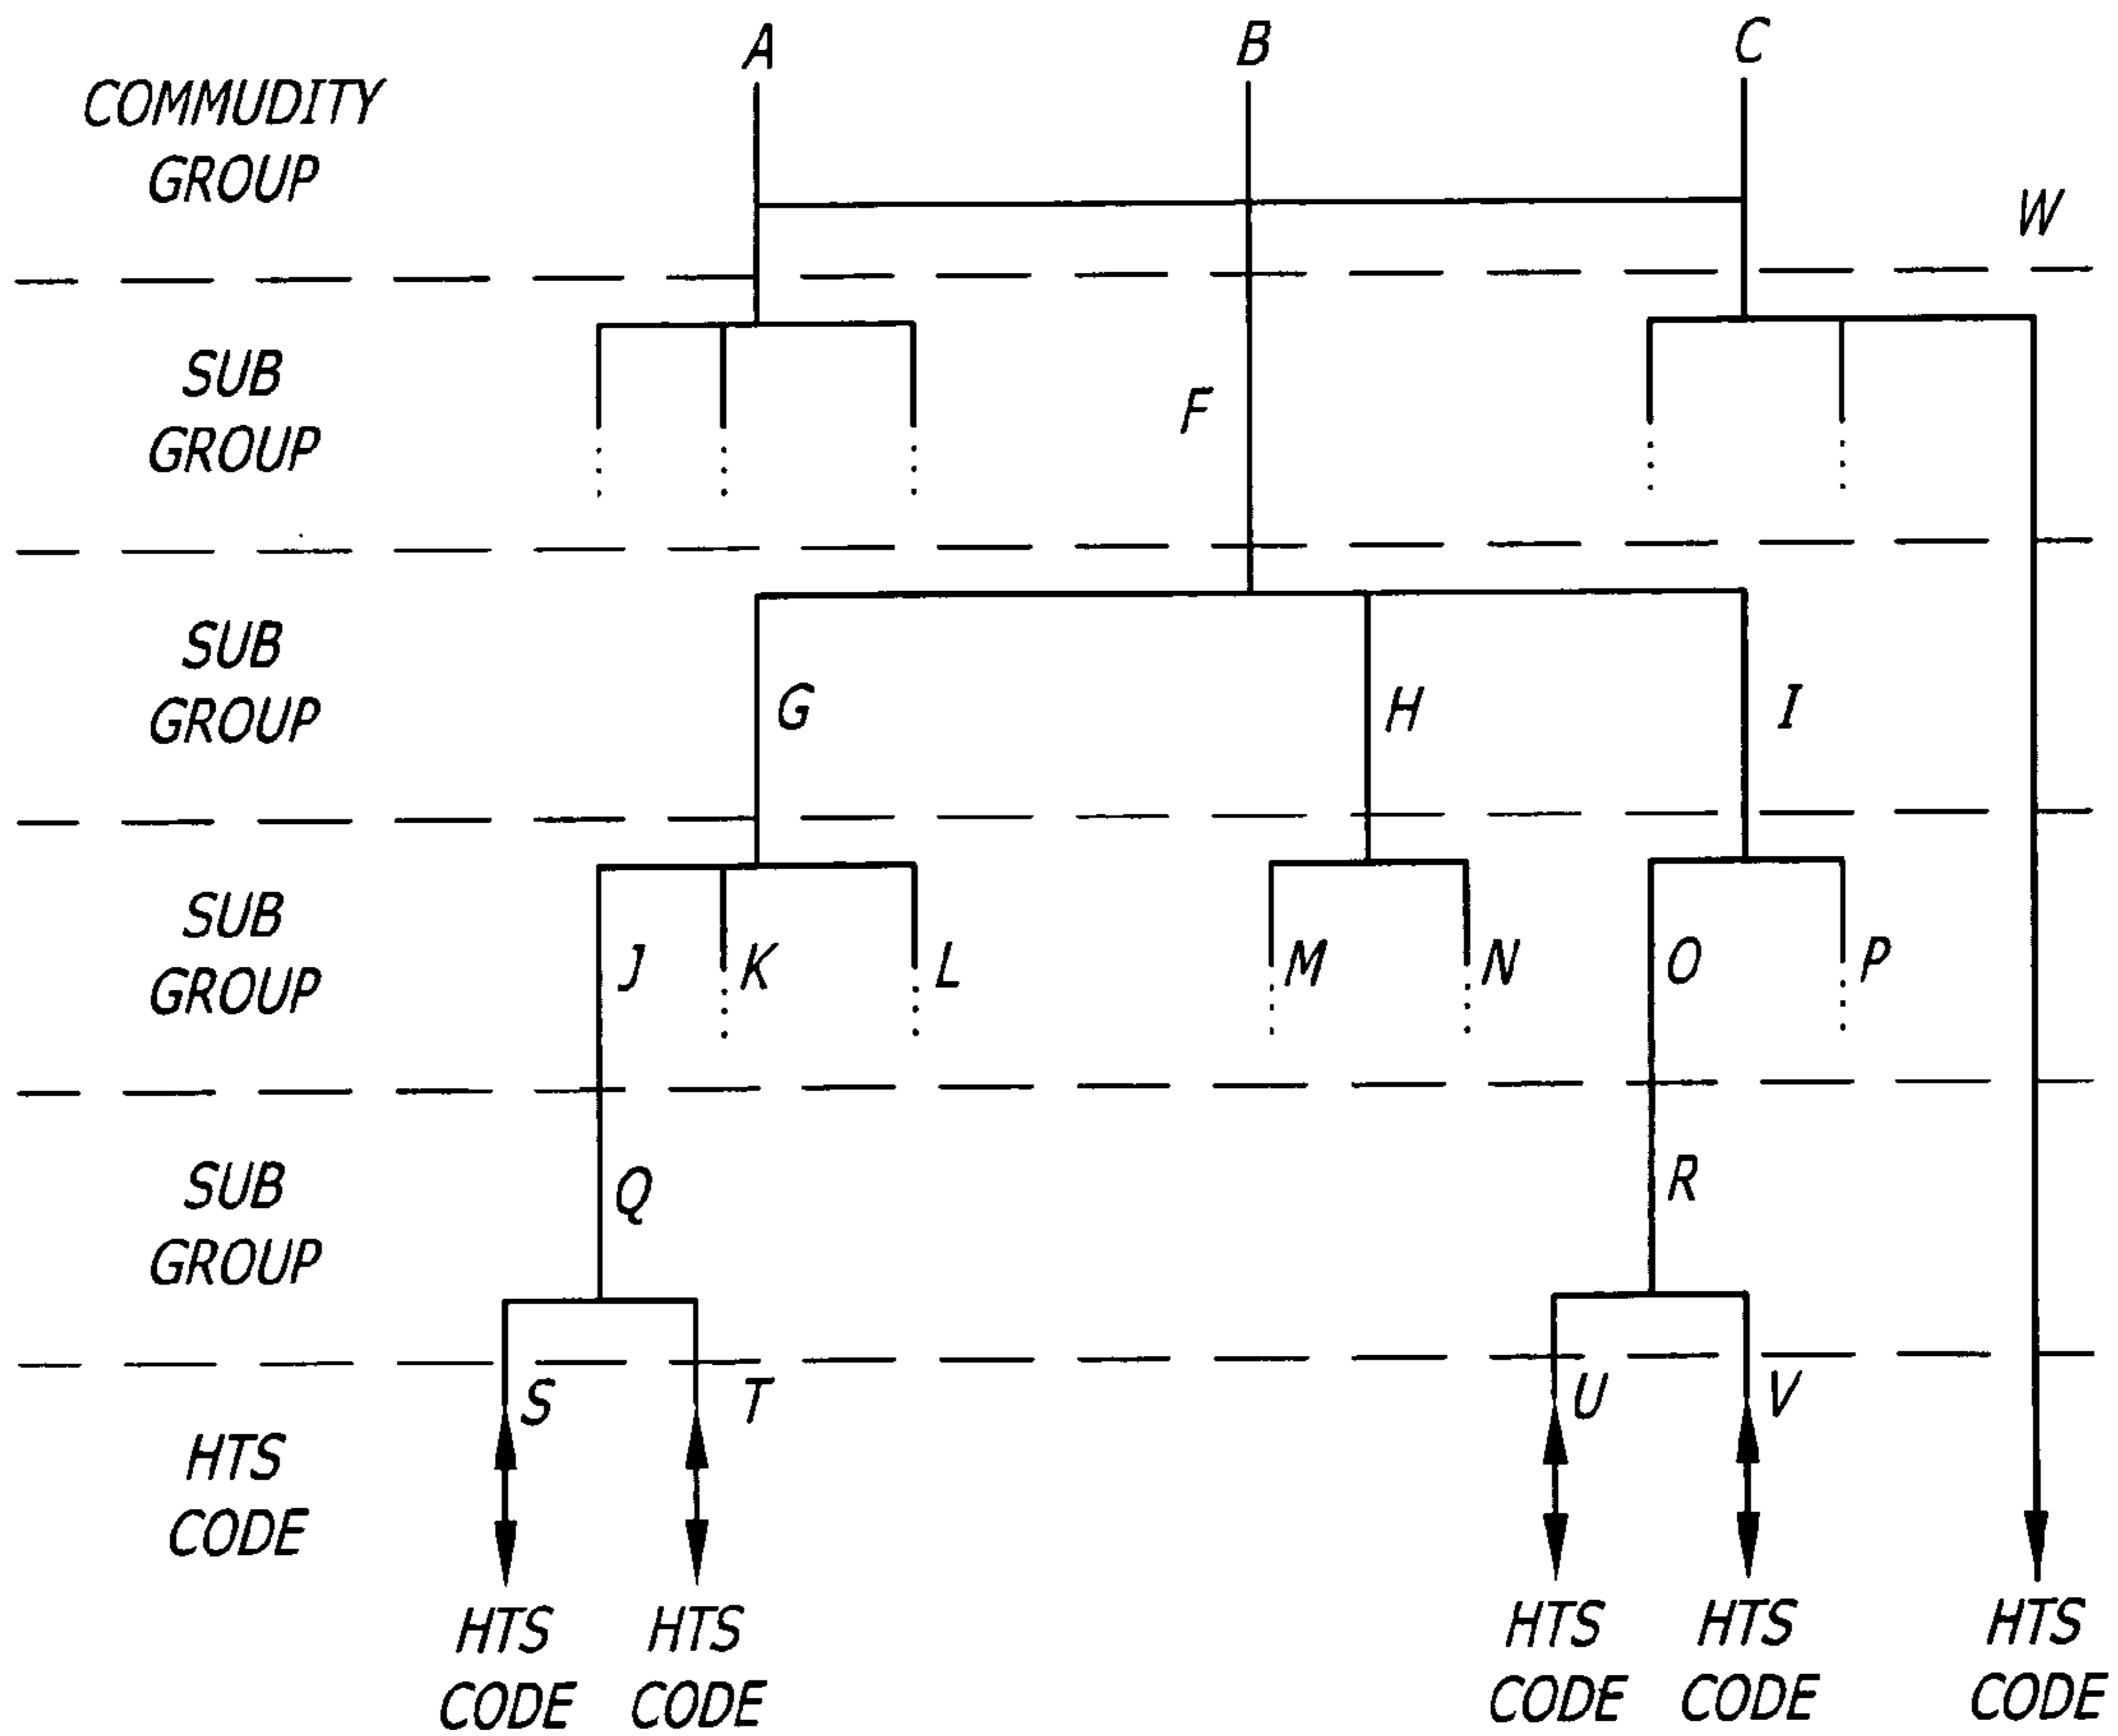 A B C
COMMUDITY
GROUP
W
SUB
GROUP
F
SUB
GROUP
G H I
SUB
GROUP
J K L M N O P
SUB
GROUP
Q R
S T U V
HTS
CODE
HTS HTS HTS HTS HTS
CODE CODE CODE CODE CODE